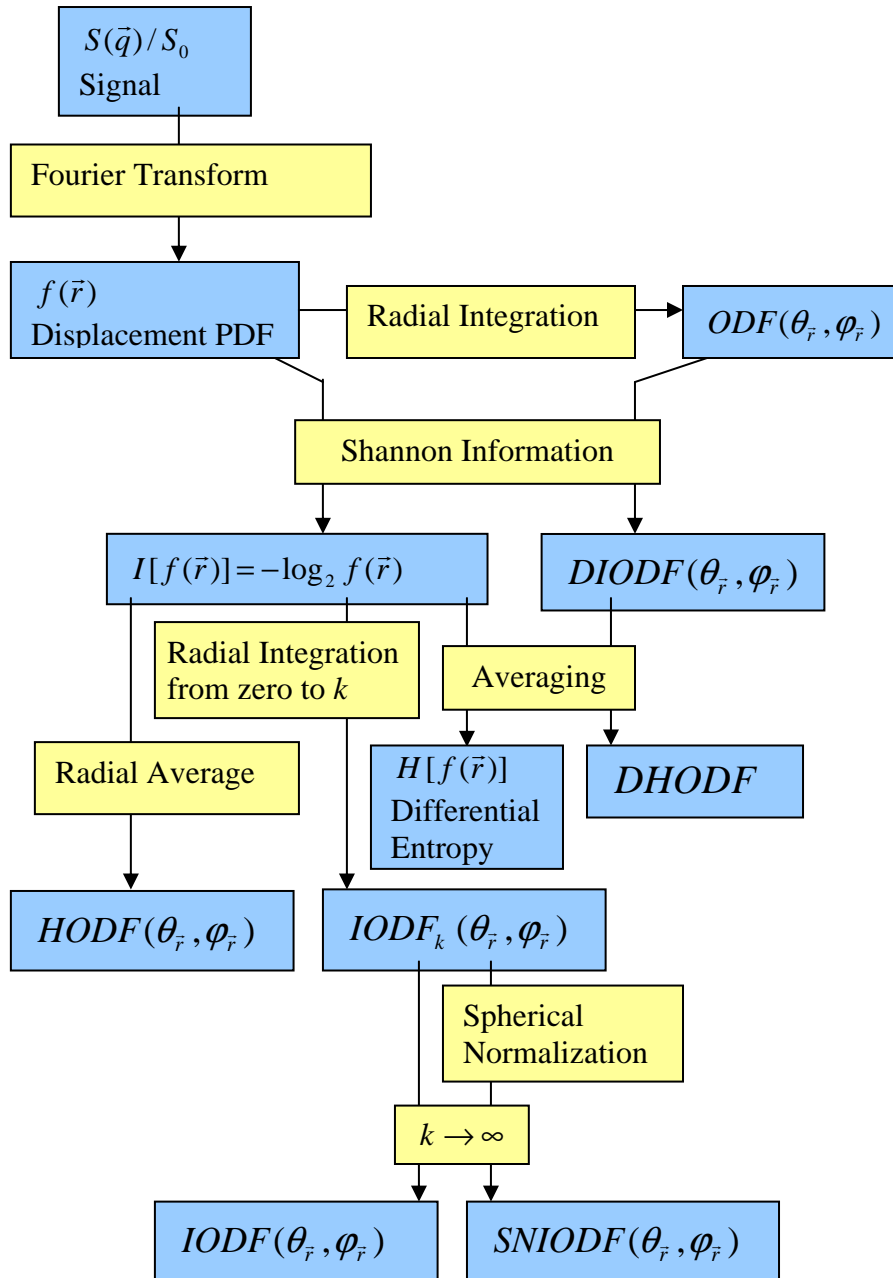 S(q⃗)/S₀
Signal
Fourier Transform
f(r⃗)
Displacement PDF
Radial Integration
ODF(θ_r⃗, φ_r⃗)
Shannon Information
I[f(r⃗)] = −log₂ f(r⃗)
DIODF(θ_r⃗, φ_r⃗)
Radial Integration
from zero to k
Averaging
Radial Average
H[f(r⃗)]
Differential
Entropy
DHODF
HODF(θ_r⃗, φ_r⃗)
IODF_k(θ_r⃗, φ_r⃗)
Spherical
Normalization
k → ∞
IODF(θ_r⃗, φ_r⃗)
SNIODF(θ_r⃗, φ_r⃗)